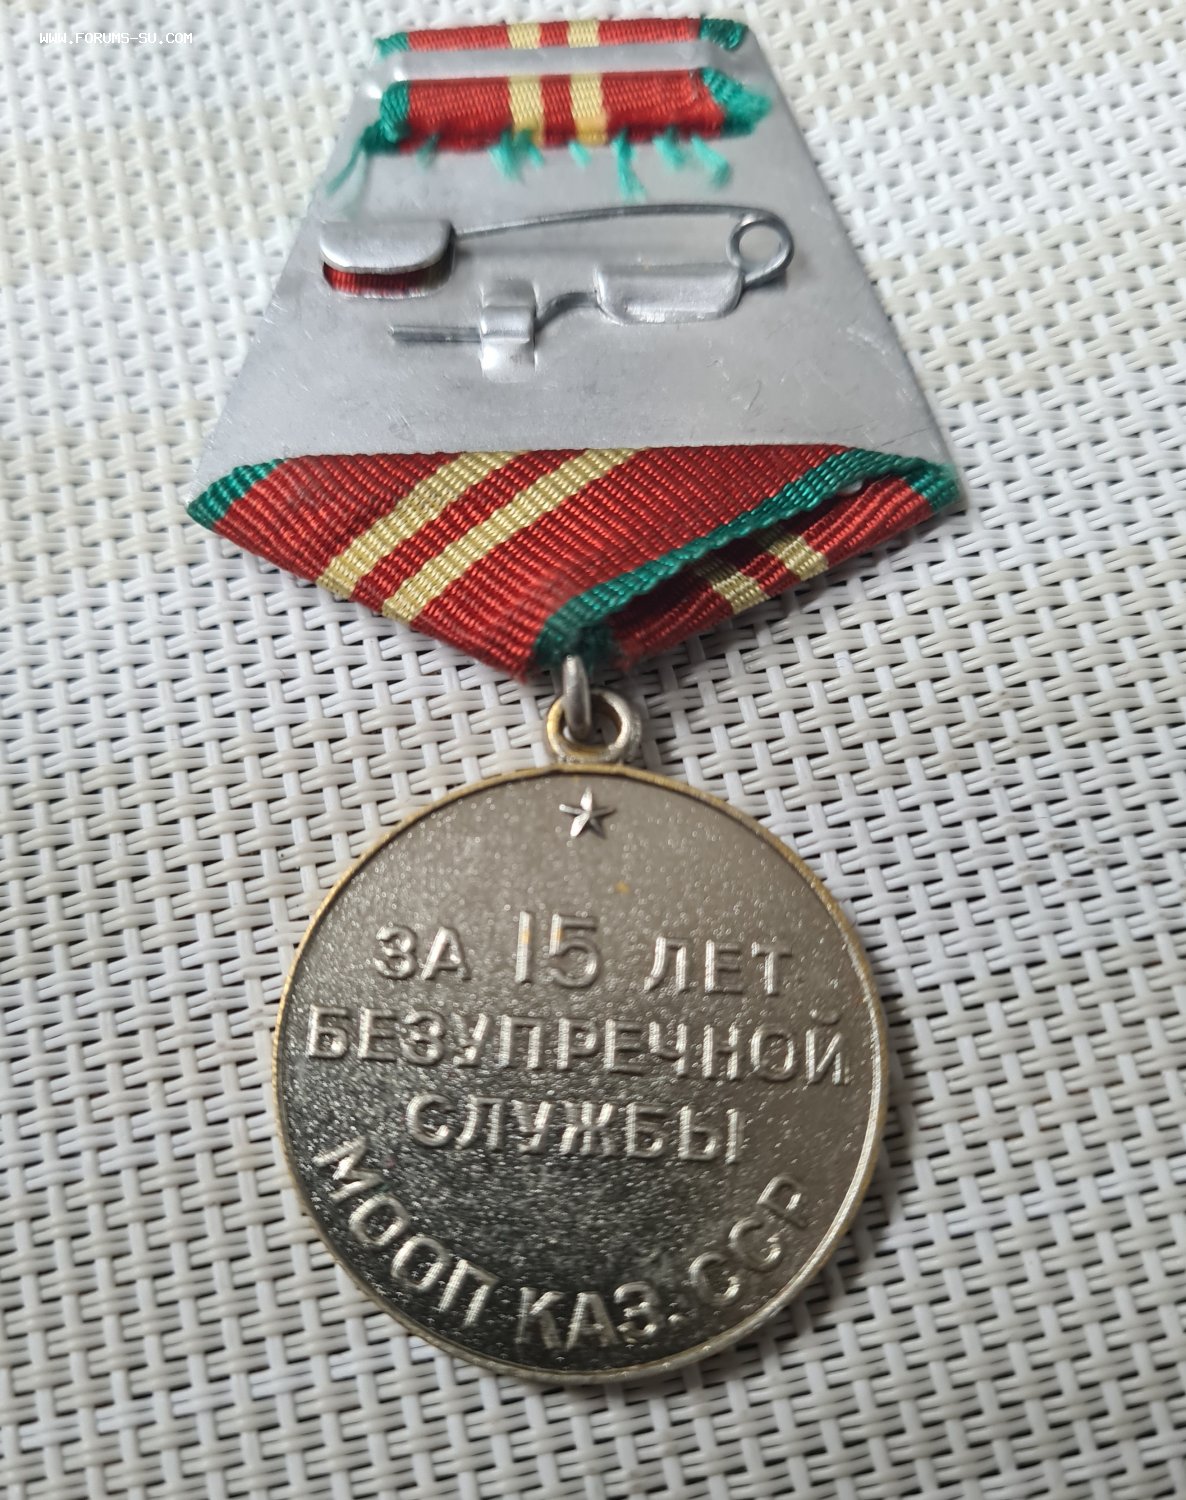 WWW.FORUMS-SU.COM
ЗА 15 ЛЕТ
БЕЗУПРЕЧНОЙ
СЛУЖБЫ
МООП КАЗ.ССР